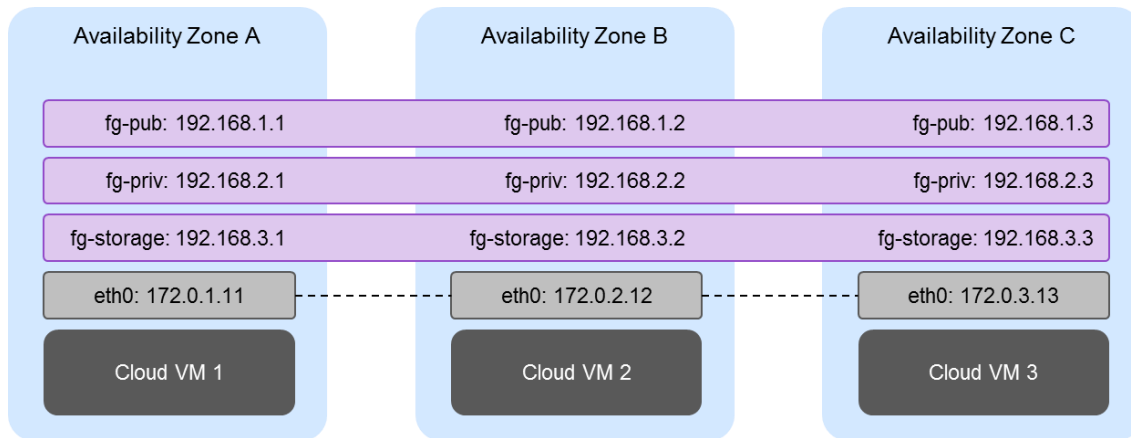 Availability Zone A
Availability Zone B
Availability Zone C
fg-pub: 192.168.1.1
fg-pub: 192.168.1.2
fg-pub: 192.168.1.3
fg-priv: 192.168.2.1
fg-priv: 192.168.2.2
fg-priv: 192.168.2.3
fg-storage: 192.168.3.1
fg-storage: 192.168.3.2
fg-storage: 192.168.3.3
eth0: 172.0.1.11
eth0: 172.0.2.12
eth0: 172.0.3.13
Cloud VM 1
Cloud VM 2
Cloud VM 3